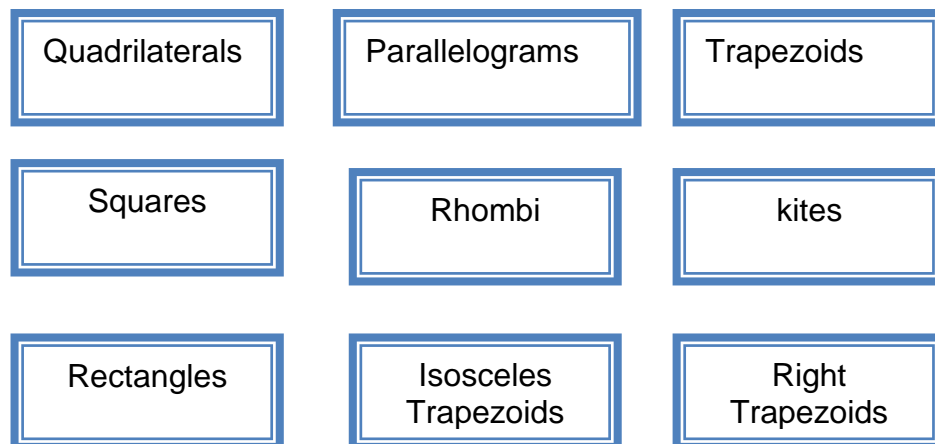 Quadrilaterals
Parallelograms
Trapezoids
Squares
Rhombi
kites
Rectangles
Isosceles
Trapezoids
Right
Trapezoids